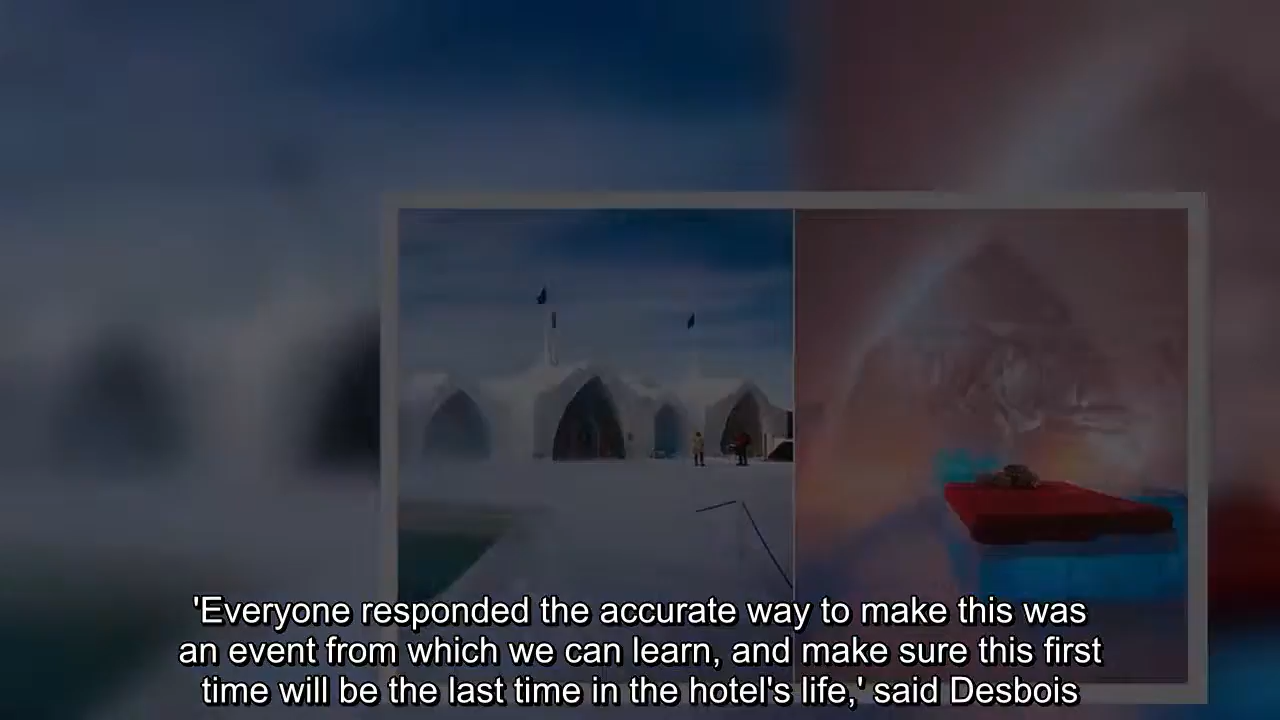 'Everyone responded the accurate way to make this was
an event from which we can learn, and make sure this first
time will be the last time in the hotel's life,' said Desbois